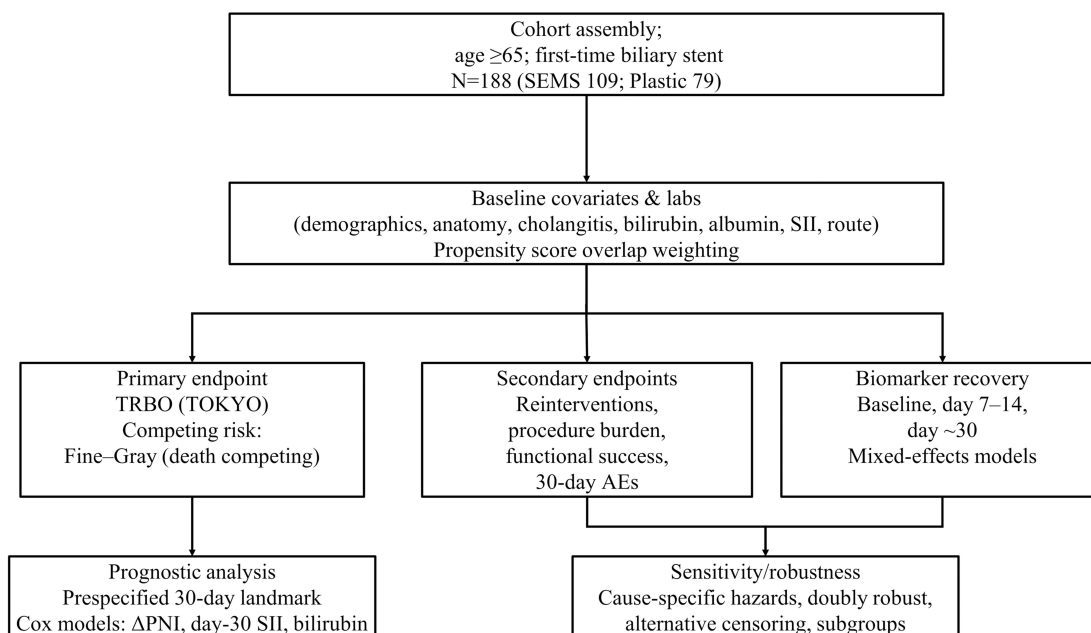 Cohort assembly;
age ≥65; first-time biliary stent
N=188 (SEMS 109; Plastic 79)
Baseline covariates & labs
(demographics, anatomy, cholangitis, bilirubin, albumin, SII, route)
Propensity score overlap weighting
Primary endpoint
TRBO (TOKYO)
Competing risk:
Fine–Gray (death competing)
Secondary endpoints
Reinterventions,
procedure burden,
functional success,
30-day AEs
Biomarker recovery
Baseline, day 7–14,
day ~30
Mixed-effects models
Prognostic analysis
Prespecified 30-day landmark
Cox models: ΔPNI, day-30 SII, bilirubin
Sensitivity/robustness
Cause-specific hazards, doubly robust,
alternative censoring, subgroups